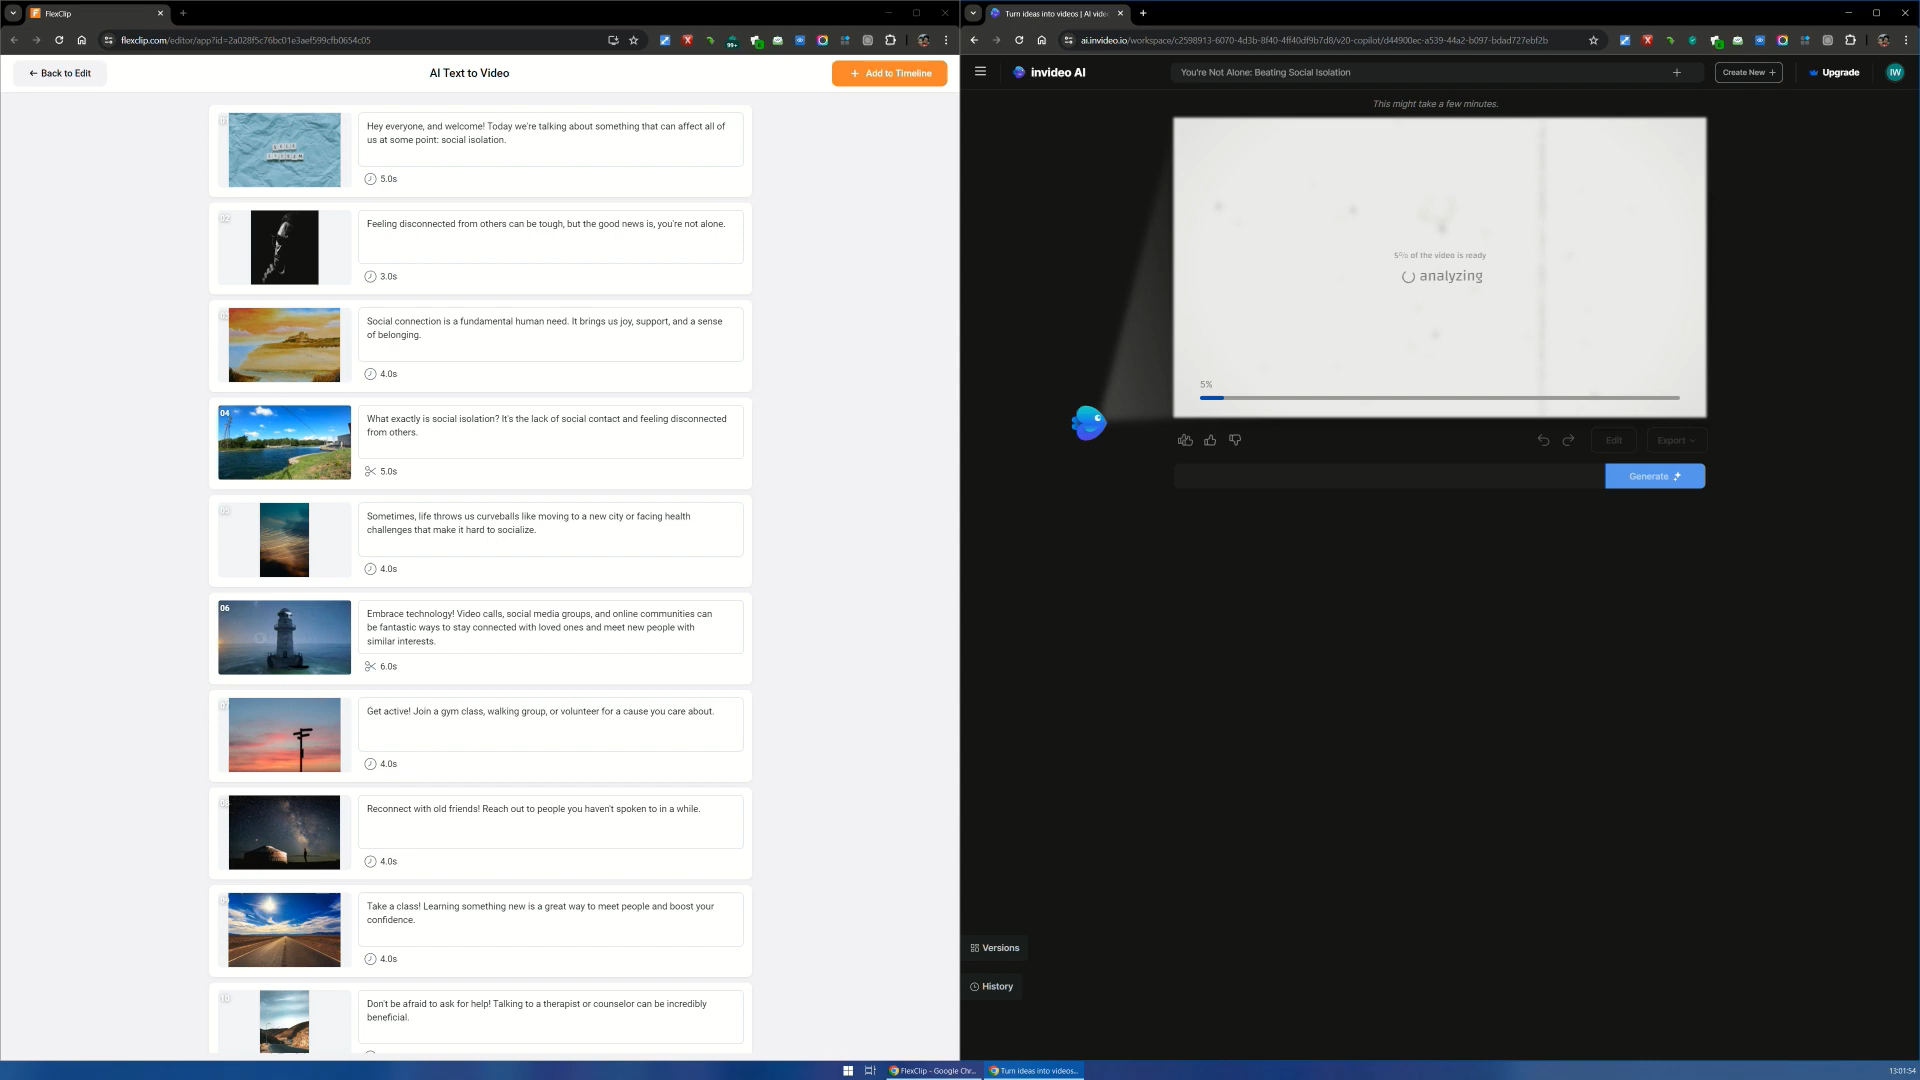 FlexClip
flexclip.com/editor/app?id=2a028f5c76bc01e3aef599cfb0654c05
99+
Back to Edit
AI Text to Video
Add to Timeline
01
Hey everyone, and welcome! Today we're talking about something that can affect all of
us at some point: social isolation.
5.0s
02
Feeling disconnected from others can be tough, but the good news is, you're not alone.
3.0s
03
Social connection is a fundamental human need. It brings us joy, support, and a sense
of belonging.
4.0s
04
What exactly is social isolation? It's the lack of social contact and feeling disconnected
from others.
5.0s
05
Sometimes, life throws us curveballs like moving to a new city or facing health
challenges that make it hard to socialize.
4.0s
06
Embrace technology! Video calls, social media groups, and online communities can
be fantastic ways to stay connected with loved ones and meet new people with
similar interests.
6.0s
07
Get active! Join a gym class, walking group, or volunteer for a cause you care about.
4.0s
Reconnect with old friends! Reach out to people you haven't spoken to in a while.
4.0s
Take a class! Learning something new is a great way to meet people and boost your
confidence.
4.0s
10
Don't be afraid to ask for help! Talking to a therapist or counselor can be incredibly
beneficial.
Turn ideas into videos | AI video
ai.invideo.io/workspace/c2598913-6070-4d3b-8f40-4ff40df9b7d8/v20-copilot/d44900ec-a539-44a2-b097-bdad727ebf2b
invideo AI
You're Not Alone: Beating Social Isolation
Create New
Upgrade
IW
This might take a few minutes.
5% of the video is ready
analyzing
5%
Edit
Export
Generate
Versions
History
FlexClip - Google Chr...
Turn ideas into videos...
13:01:54